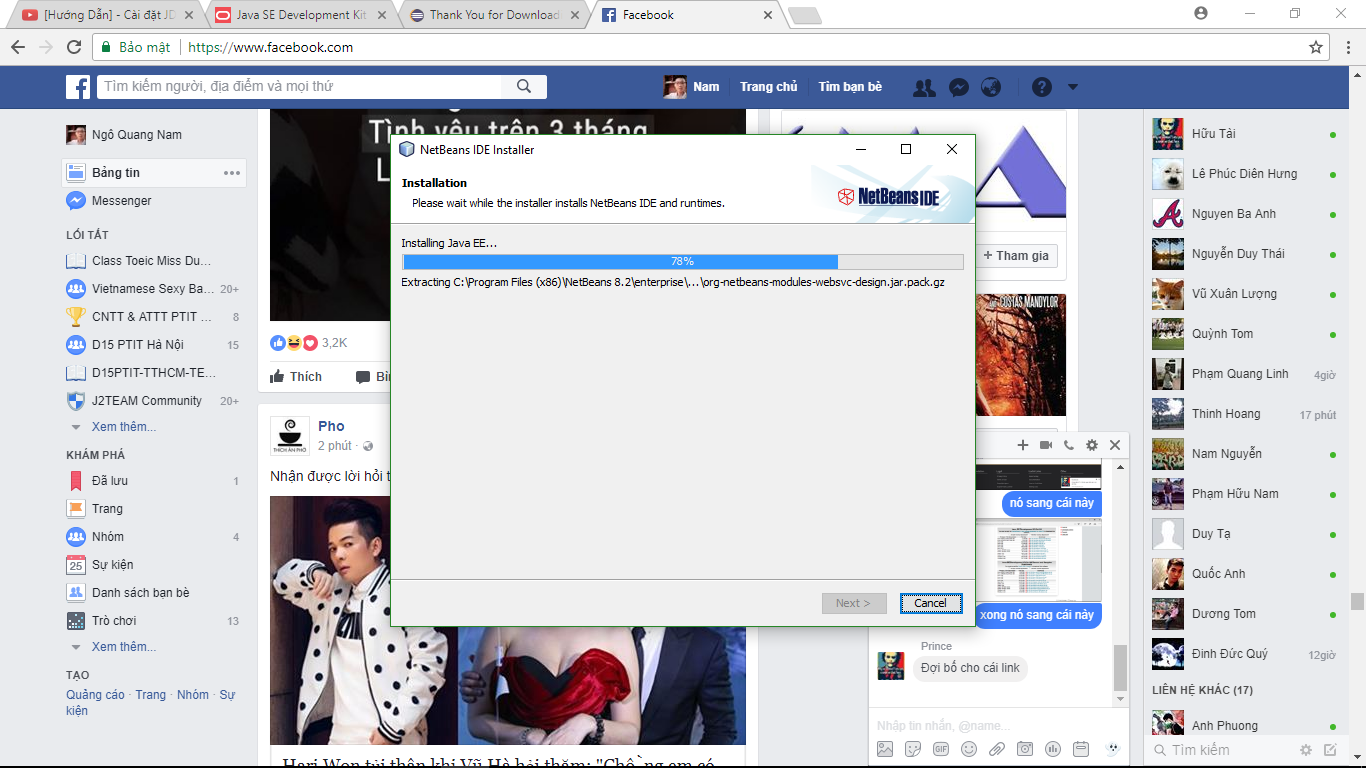 [Hướng Dẫn] - Cài đặt JD
Java SE Development Kit
Thank You for Download
Facebook
Bảo mật
https://www.facebook.com
Tìm kiếm người, địa điểm và mọi thứ
Nam
Trang chủ
Tìm bạn bè
Ngô Quang Nam
Bảng tin
Messenger
LỐI TẮT
Class Toeic Miss Du...
Vietnamese Sexy Ba... 20+
CNTT & ATTT PTIT ... 8
D15 PTIT Hà Nội 15
D15PTIT-TTHCM-TE...
J2TEAM Community 20+
Xem thêm...
KHÁM PHÁ
Đã lưu 1
Trang
Nhóm 4
Sự kiện
25
Danh sách bạn bè
Trò chơi 13
Xem thêm...
TẠO
Quảng cáo · Trang · Nhóm · Sự
kiện
Tình yêu trên 3 tháng
L
3,2K
Thích
Bìn
Pho
THÍCH ĂN PHỞ
2 phút ·
Nhận được lời hỏi t
Hari Won tủi thân khi Vũ Hà hỏi thăm: "Chồng em có
NetBeans IDE Installer
Installation
Please wait while the installer installs NetBeans IDE and runtimes.
NetBeans IDE
Installing Java EE...
78%
Extracting C:\Program Files (x86)\NetBeans 8.2\enterprise\...\org-netbeans-modules-websvc-design.jar.pack.gz
Next >
Cancel
+ Tham gia
COSTAS MANDYLOR
nó sang cái này
xong nó sang cái này
Prince
Đợi bố cho cái link
Nhập tin nhắn, @name...
GIF
Hữu Tài
Lê Phúc Diên Hưng
Nguyen Ba Anh
Nguyễn Duy Thái
Vũ Xuân Lượng
Quỳnh Tom
Phạm Quang Linh 4giờ
Thinh Hoang 17 phút
Nam Nguyễn
Phạm Hữu Nam
Duy Tạ
Quốc Anh
Dương Tom
Đinh Đức Quý 12giờ
LIÊN HỆ KHÁC (17)
Anh Phuong
Tìm kiếm